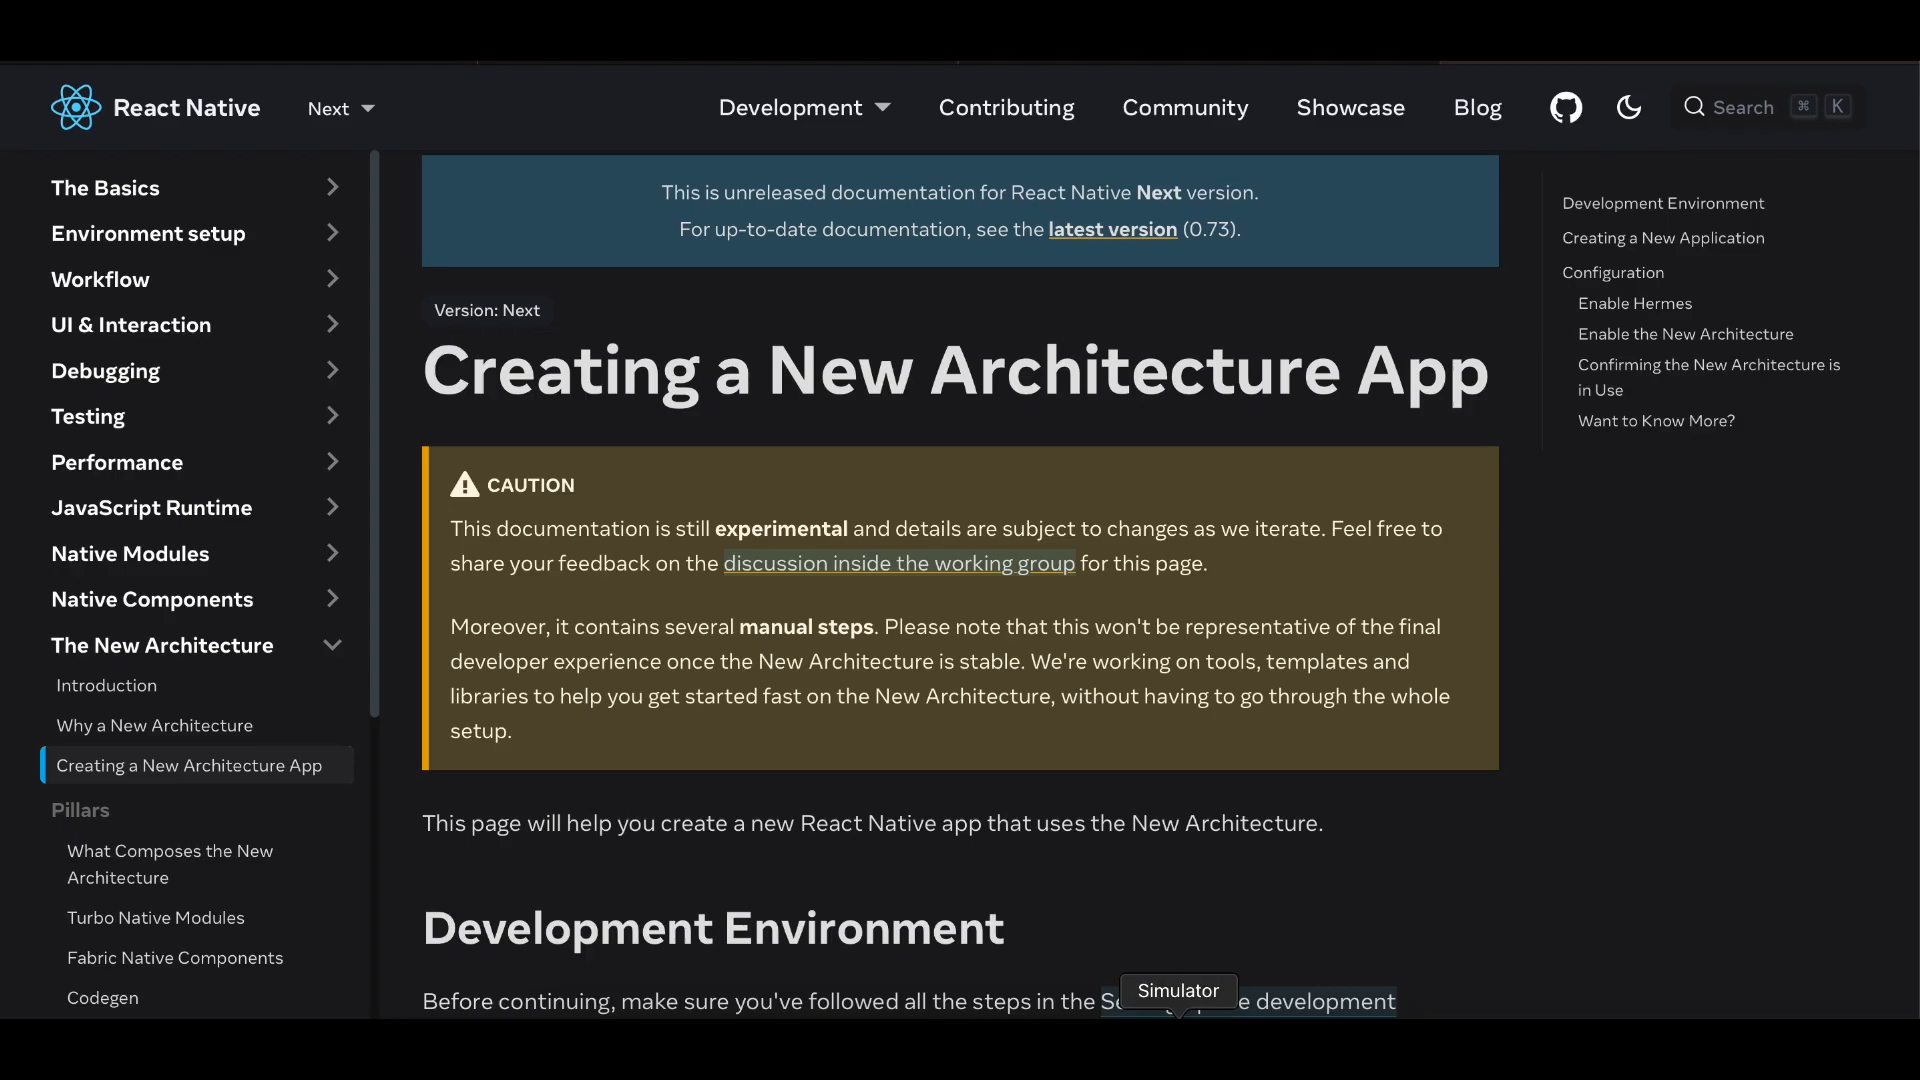 React Native
Next
Development
Contributing
Community
Showcase
Blog
Search
⌘ K
The Basics
Environment setup
Workflow
UI & Interaction
Debugging
Testing
Performance
JavaScript Runtime
Native Modules
Native Components
The New Architecture
Introduction
Why a New Architecture
Creating a New Architecture App
Pillars
What Composes the New
Architecture
Turbo Native Modules
Fabric Native Components
Codegen
This is unreleased documentation for React Native Next version.
For up-to-date documentation, see the latest version (0.73).
Version: Next
Creating a New Architecture App
CAUTION
This documentation is still experimental and details are subject to changes as we iterate. Feel free to
share your feedback on the discussion inside the working group for this page.
Moreover, it contains several manual steps. Please note that this won't be representative of the final
developer experience once the New Architecture is stable. We're working on tools, templates and
libraries to help you get started fast on the New Architecture, without having to go through the whole
setup.
This page will help you create a new React Native app that uses the New Architecture.
Development Environment
Before continuing, make sure you've followed all the steps in the development
Simulator
Development Environment
Creating a New Application
Configuration
Enable Hermes
Enable the New Architecture
Confirming the New Architecture is
in Use
Want to Know More?